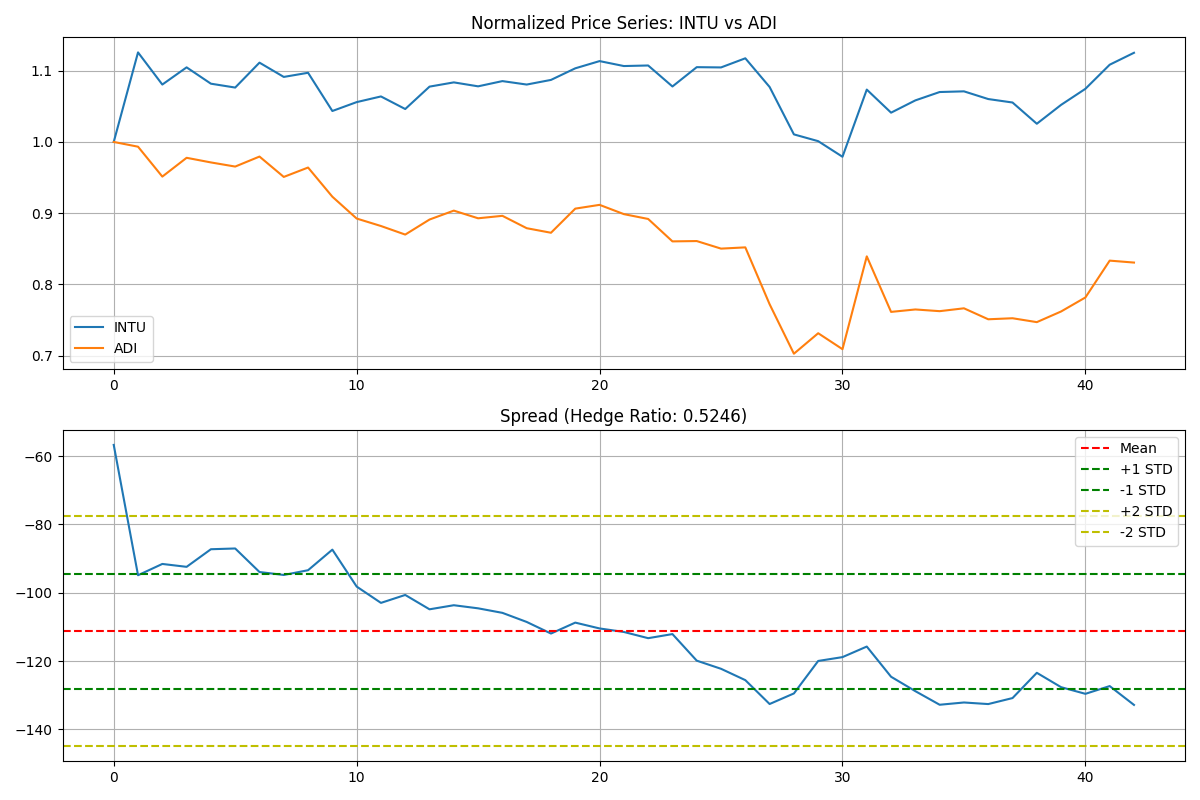 Normalized Price Series: INTU vs ADI
1.1
1.0
0.9
0.8
0.7
INTU
ADI
0 10 20 30 40
Spread (Hedge Ratio: 0.5246)
−60
−80
−100
−120
−140
Mean
+1 STD
-1 STD
+2 STD
-2 STD
0 10 20 30 40